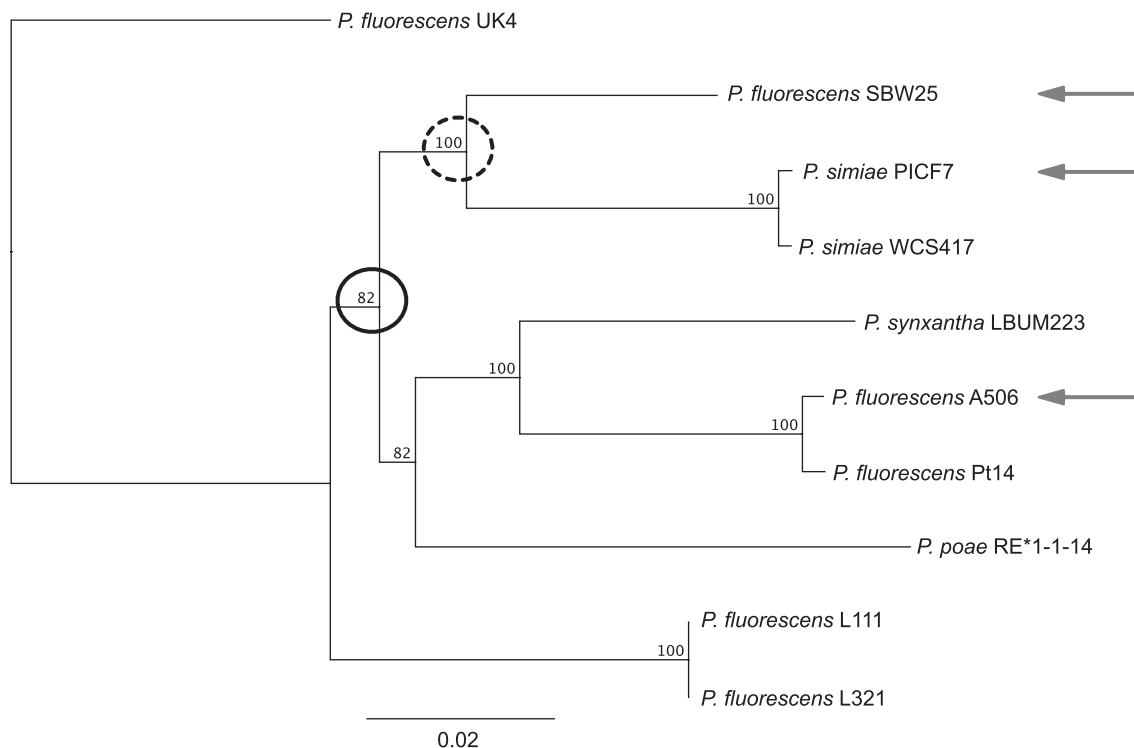 P. fluorescens UK4
P. fluorescens SBW25
100
P. simiae PICF7
100
P. simiae WCS417
82
P. synxantha LBUM223
100
P. fluorescens A506
100
82
P. fluorescens Pt14
P. poae RE*1-1-14
P. fluorescens L111
100
P. fluorescens L321
0.02